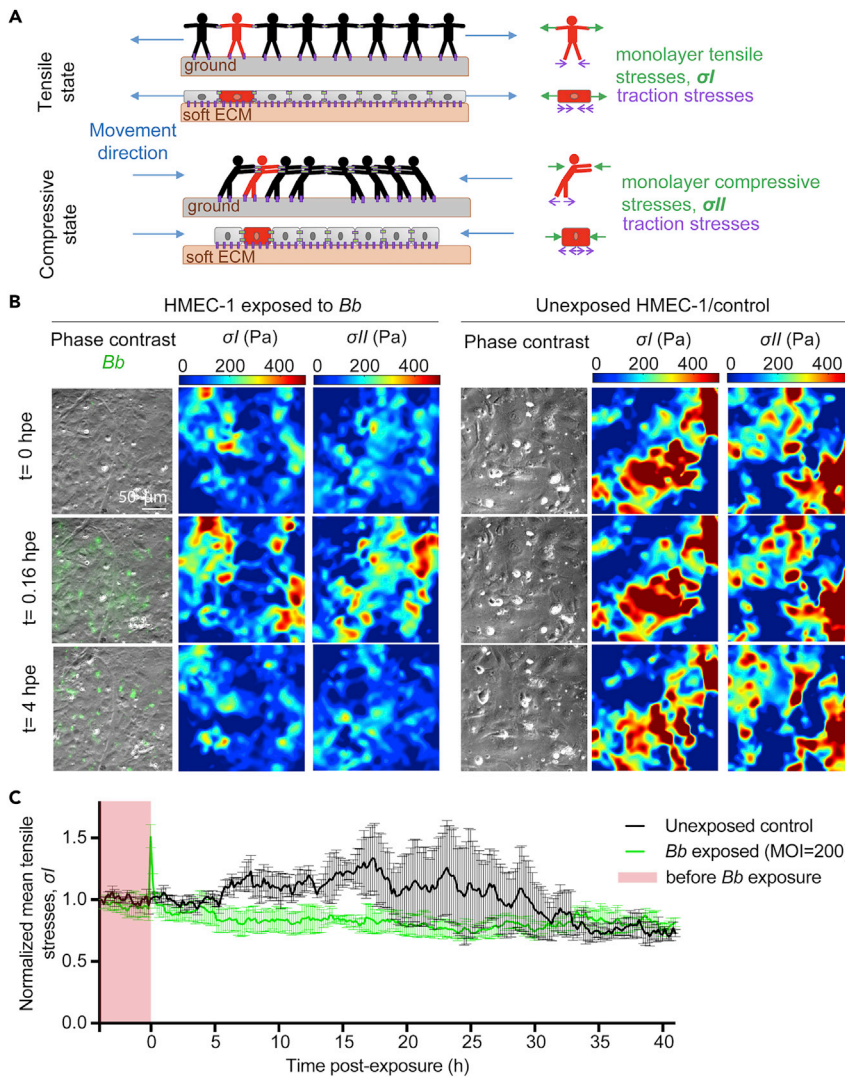 A
Tensile
state
ground
soft ECM
monolayer tensile
stresses, σI
traction stresses
Movement
direction
Compressive
state
ground
soft ECM
monolayer compressive
stresses, σII
traction stresses
B
HMEC-1 exposed to Bb
Unexposed HMEC-1/control
Phase contrast
Bb
σI (Pa)
σII (Pa)
Phase contrast
σI (Pa)
σII (Pa)
0 200 400
0 200 400
0 200 400
0 200 400
t= 0 hpe
50 μm
t= 0.16 hpe
t= 4 hpe
C
Normalized mean tensile
stresses, σI
1.5
1.0
0.5
0.0
0 5 10 15 20 25 30 35 40
Time post-exposure (h)
Unexposed control
Bb exposed (MOI=200
before Bb exposure